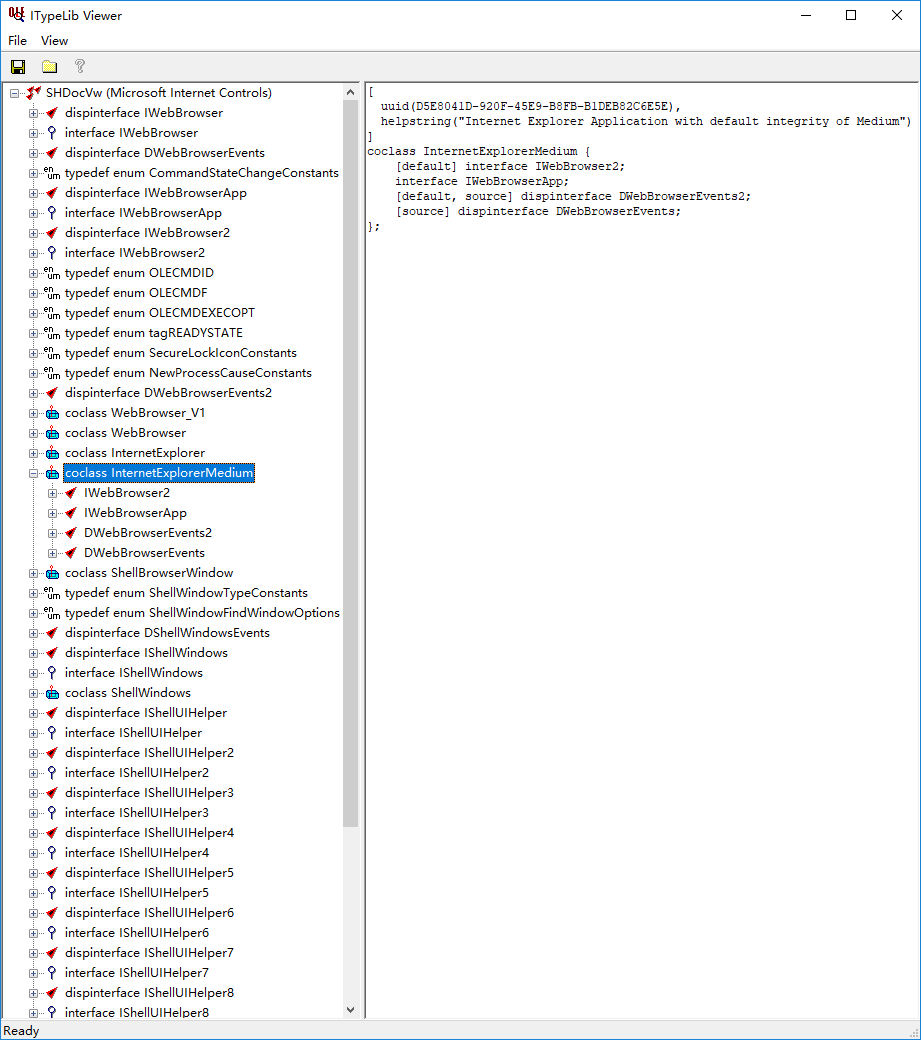 ITypeLib Viewer
File View
SHDocVw (Microsoft Internet Controls)
dispinterface IWebBrowser
interface IWebBrowser
dispinterface DWebBrowserEvents
typedef enum CommandStateChangeConstants
dispinterface IWebBrowserApp
interface IWebBrowserApp
dispinterface IWebBrowser2
interface IWebBrowser2
typedef enum OLECMDID
typedef enum OLECMDF
typedef enum OLECMDEXECOPT
typedef enum tagREADYSTATE
typedef enum SecureLockIconConstants
typedef enum NewProcessCauseConstants
dispinterface DWebBrowserEvents2
coclass WebBrowser_V1
coclass WebBrowser
coclass InternetExplorer
coclass InternetExplorerMedium
IWebBrowser2
IWebBrowserApp
DWebBrowserEvents2
DWebBrowserEvents
coclass ShellBrowserWindow
typedef enum ShellWindowTypeConstants
typedef enum ShellWindowFindWindowOptions
dispinterface DShellWindowsEvents
dispinterface IShellWindows
interface IShellWindows
coclass ShellWindows
dispinterface IShellUIHelper
interface IShellUIHelper
dispinterface IShellUIHelper2
interface IShellUIHelper2
dispinterface IShellUIHelper3
interface IShellUIHelper3
dispinterface IShellUIHelper4
interface IShellUIHelper4
dispinterface IShellUIHelper5
interface IShellUIHelper5
dispinterface IShellUIHelper6
interface IShellUIHelper6
dispinterface IShellUIHelper7
interface IShellUIHelper7
dispinterface IShellUIHelper8
interface IShellUIHelper8
[
uuid(D5E8041D-920F-45E9-B8FB-B1DEB82C6E5E),
helpstring("Internet Explorer Application with default integrity of Medium")
]
coclass InternetExplorerMedium {
[default] interface IWebBrowser2;
interface IWebBrowserApp;
[default, source] dispinterface DWebBrowserEvents2;
[source] dispinterface DWebBrowserEvents;
};
Ready